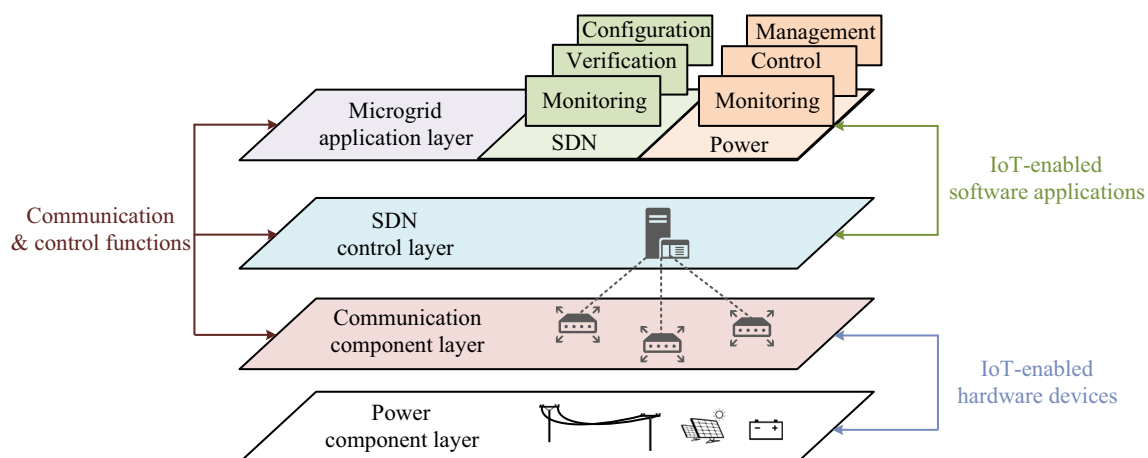 Configuration
Verification
Monitoring
Management
Control
Monitoring
Microgrid
application layer
SDN
Power
Communication
& control functions
IoT-enabled
software applications
SDN
control layer
Communication
component layer
IoT-enabled
hardware devices
Power
component layer